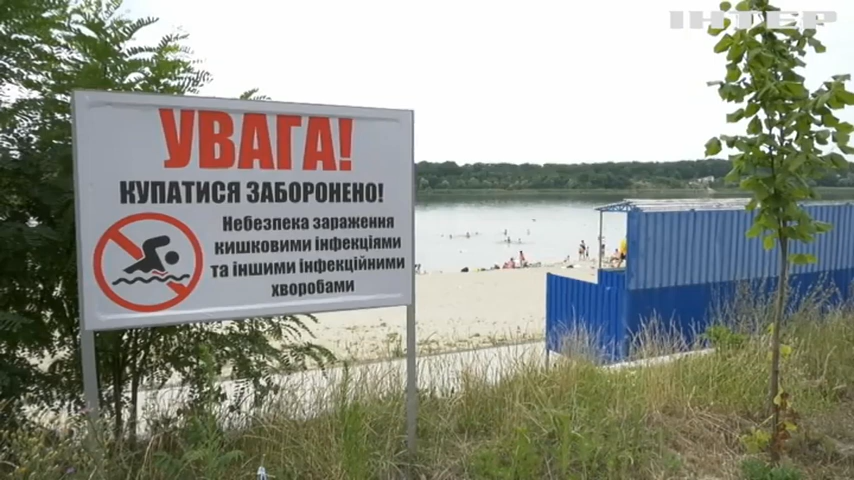 ІНТЕР
УВАГА!
КУПАТИСЯ ЗАБОРОНЕНО!
Небезпека зараження
кишковими інфекціями
та іншими інфекційними
хворобами